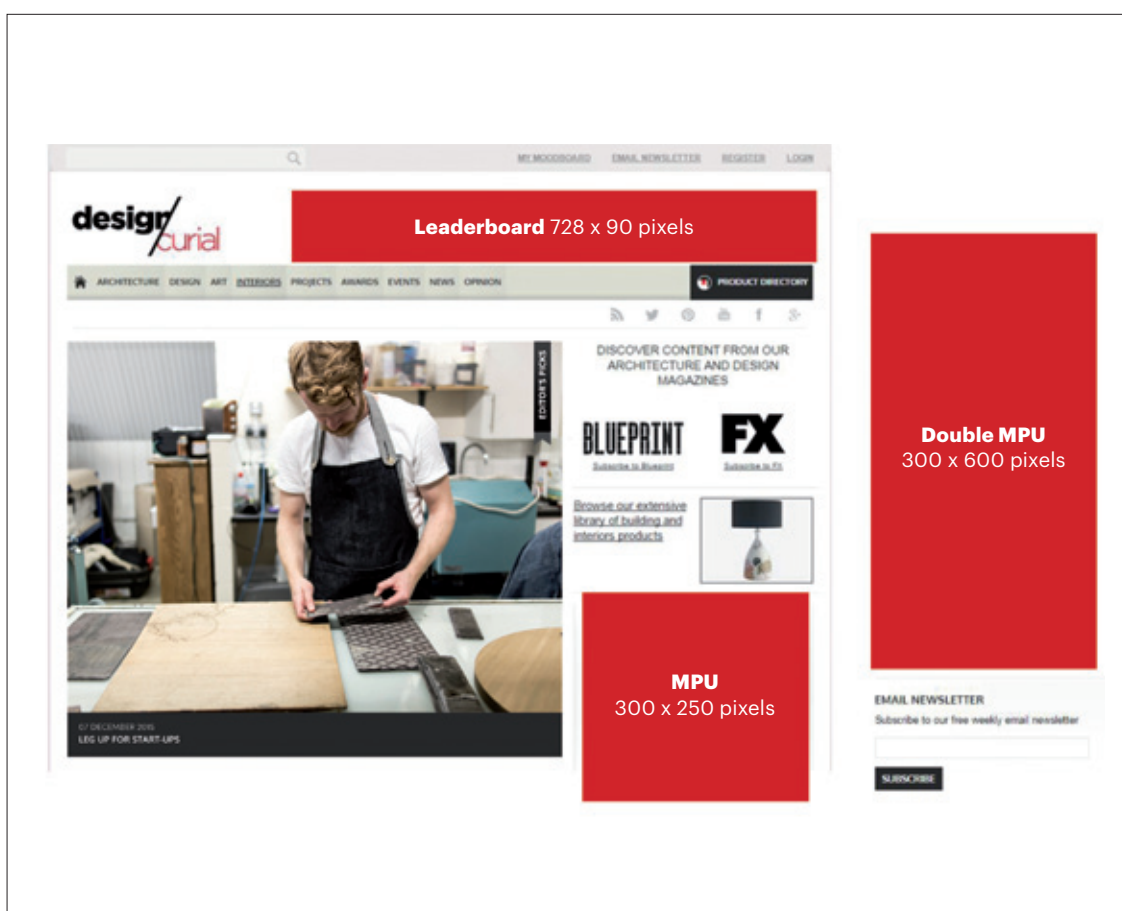 MY MOODBOARD EMAIL NEWSLETTER REGISTER LOGIN
design/
curial
Leaderboard 728 x 90 pixels
ARCHITECTURE DESIGN ART INTERIORS PROJECTS AWARDS EVENTS NEWS OPINION
PRODUCT DIRECTORY
EDITOR'S PICKS
07 DECEMBER 2015
LEG UP FOR START-UPS
DISCOVER CONTENT FROM OUR
ARCHITECTURE AND DESIGN
MAGAZINES
BLUEPRINT
Subscribe to Blueprint
FX
Subscribe to FX
Browse our extensive
library of building and
interiors products
MPU
300 x 250 pixels
Double MPU
300 x 600 pixels
EMAIL NEWSLETTER
Subscribe to our free weekly email newsletter
SUBSCRIBE